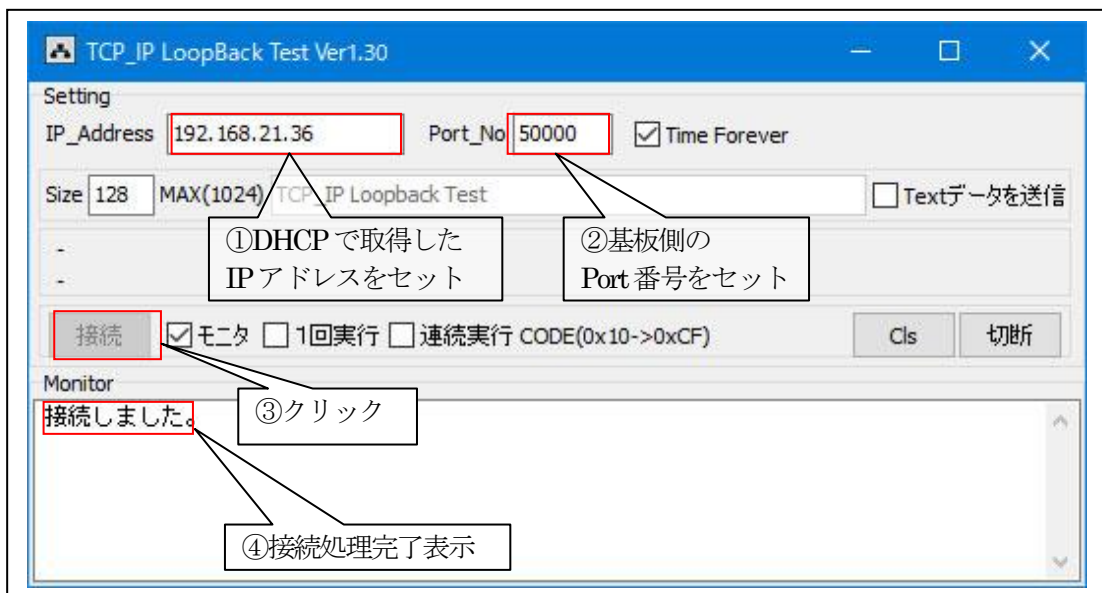 TCP_IP LoopBack Test Ver1.30
Setting
IP_Address 192.168.21.36 Port_No 50000 Time Forever
Size 128 MAX(1024) TCP_IP Loopback Test Textデータを送信
①DHCPで取得した
IPアドレスをセット
②基板側の
Port番号をセット
-
-
接続 モニタ 1回実行 連続実行 CODE(0x10->0xCF) Cls 切断
③クリック
Monitor
接続しました。
④接続処理完了表示